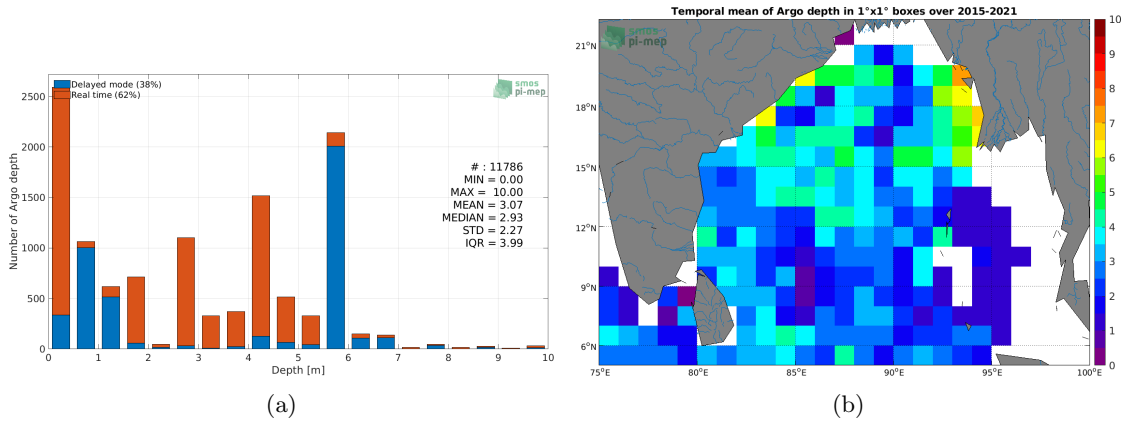 Temporal mean of Argo depth in 1°x1° boxes over 2015-2021
Delayed mode (38%)
Real time (62%)
smos
pi-mep
# : 11786
MIN = 0.00
MAX = 10.00
MEAN = 3.07
MEDIAN = 2.93
STD = 2.27
IQR = 3.99
Number of Argo depth
2500
2000
1500
1000
500
0
0 1 2 3 4 5 6 7 8 9 10
Depth [m]
(a)
smos
pi-mep
21°N
18°N
15°N
12°N
9°N
6°N
75°E 80°E 85°E 90°E 95°E 100°E
10
9
8
7
6
5
4
3
2
1
0
(b)